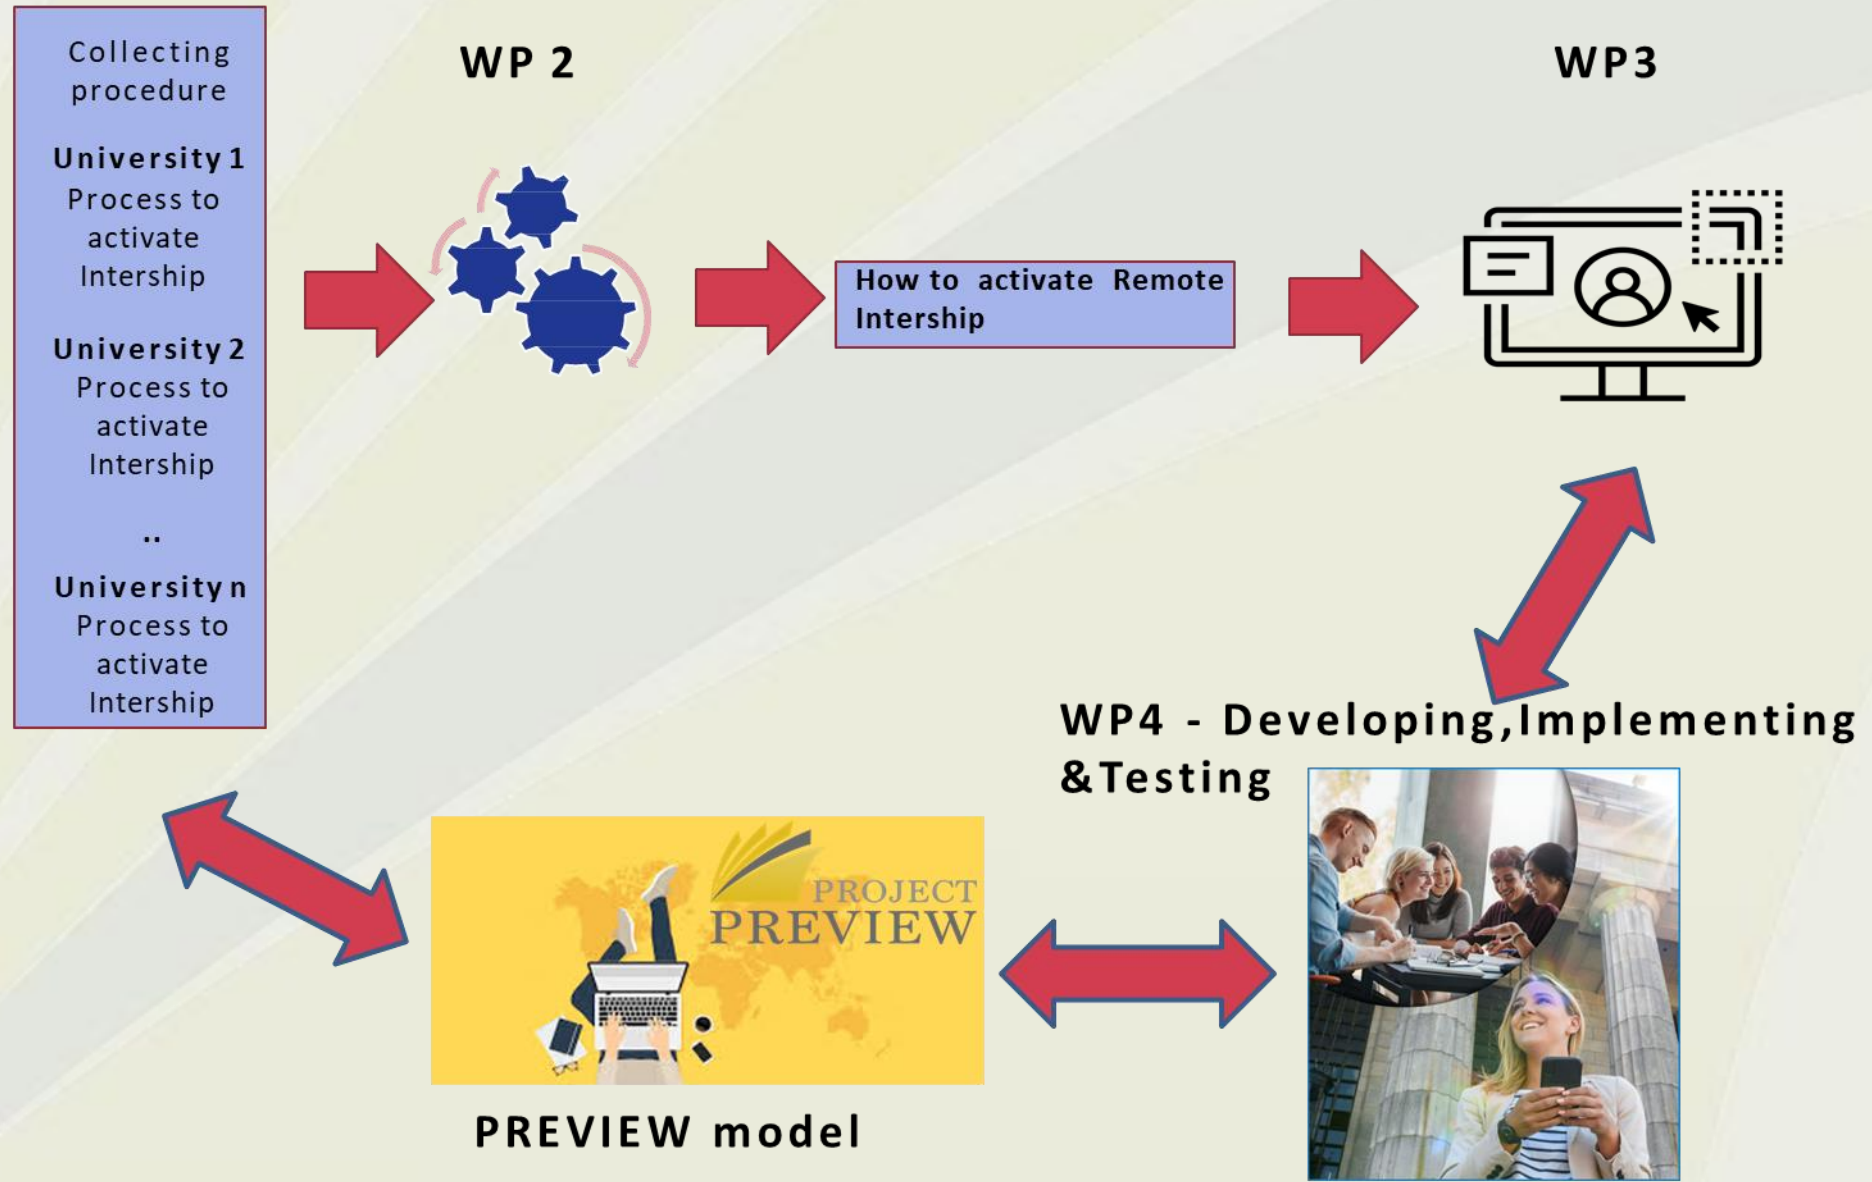 Collecting
procedure
University 1
Process to
activate
Intership
University 2
Process to
activate
Intership
..
University n
Process to
activate
Intership
WP 2
How to activate Remote
Intership
WP3
WP4 - Developing,Implementing
&Testing
PROJECT
PREVIEW
PREVIEW model